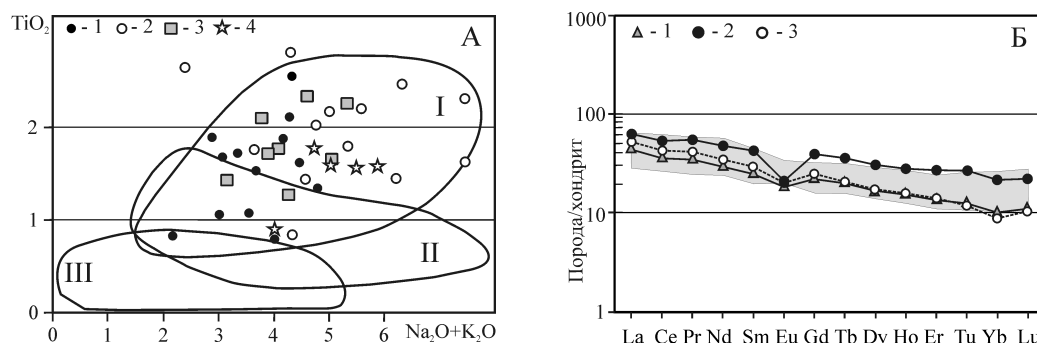 TiO₂
● - 1 ○ - 2 ■ - 3 ☆ - 4
А
I
II
III
2
1
0
0 1 2 3 4 5 6
Na₂O+K₂O
Б
▲ - 1 ● - 2 ○ - 3
Порода/хондрит
1000
100
10
1
La Ce Pr Nd Sm Eu Gd Tb Dy Ho Er Tu Yb Lu